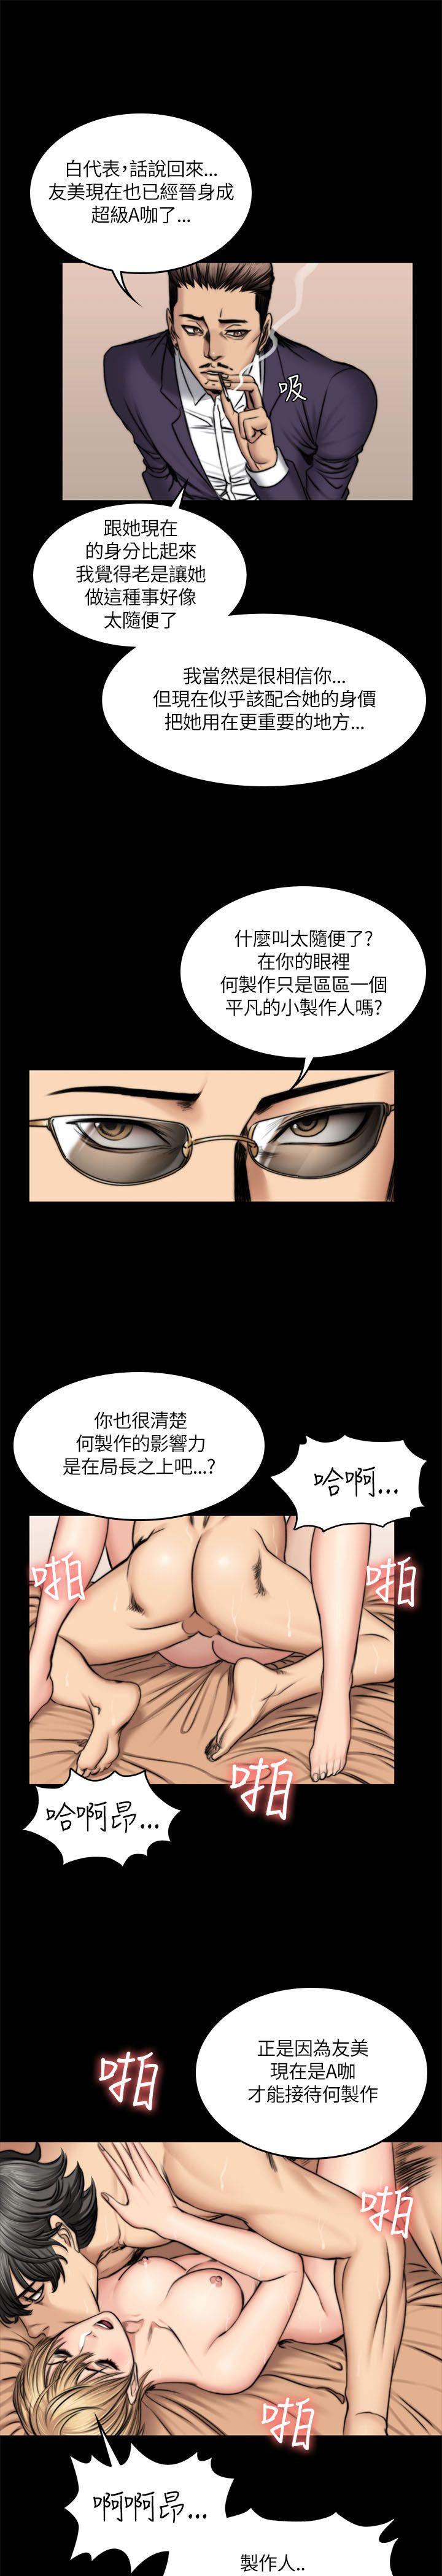 白代表，話說回來...
友美現在也已經晉身成
超級A咖了...
吸
跟她現在
的身分比起來
我覺得老是讓她
做這種事好像
太隨便了
我當然是很相信你...
但現在似乎該配合她的身價
把她用在更重要的地方...
什麼叫太隨便了?
在你的眼裡
何製作只是區區一個
平凡的小製作人嗎?
你也很清楚
何製作的影響力
是在局長之上吧...?
哈啊...
啪
啪
啪
哈啊昂...
正是因為友美
現在是A咖
才能接待何製作
啪
啪
啪
啊啊昂...
製作人..